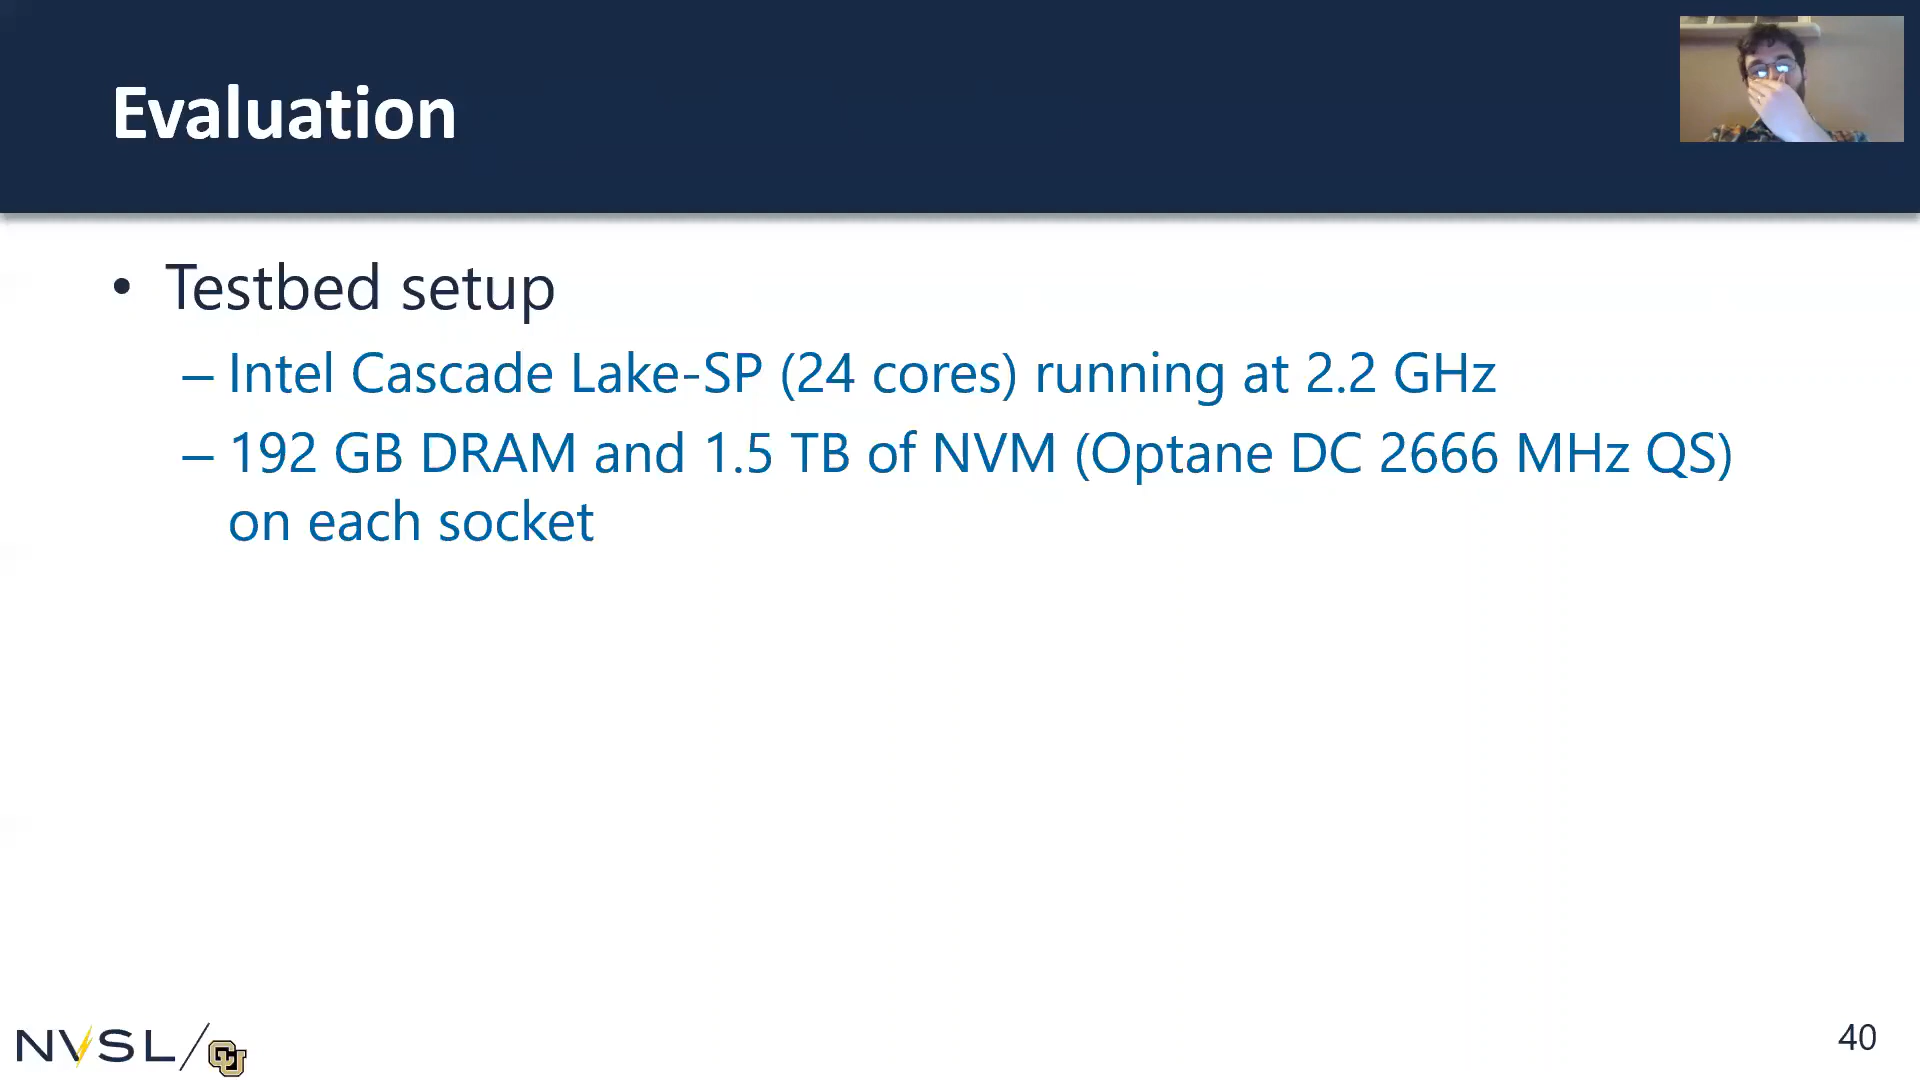 Evaluation
• Testbed setup
– Intel Cascade Lake-SP (24 cores) running at 2.2 GHz
– 192 GB DRAM and 1.5 TB of NVM (Optane DC 2666 MHz QS)
on each socket
NVSL/CU
40